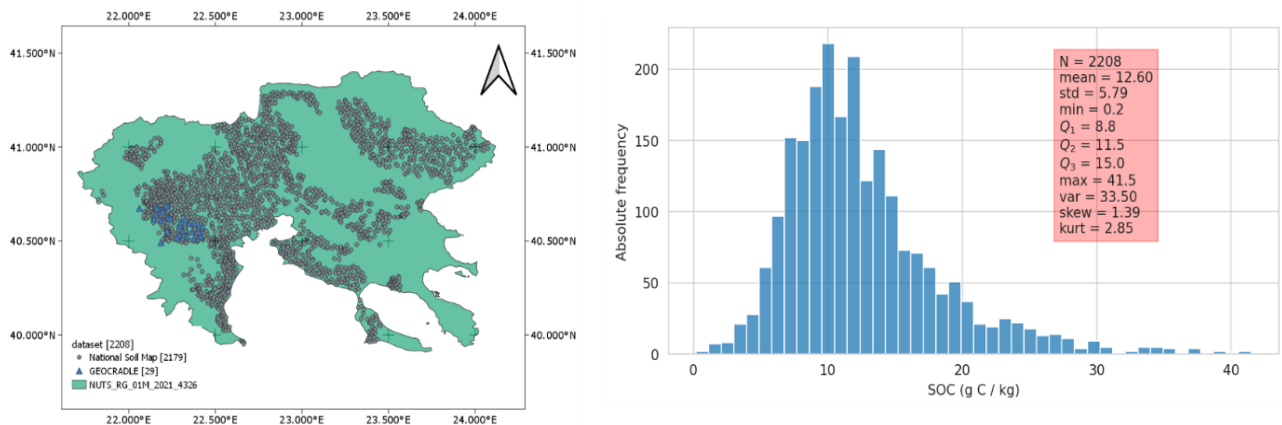 22.000°E 22.500°E 23.000°E 23.500°E 24.000°E
41.500°N 41.500°N
41.000°N 41.000°N
40.500°N 40.500°N
40.000°N 40.000°N
dataset [2208]
National Soil Map [2179]
GEOCRADLE [29]
NUTS_RG_01M_2021_4326
22.000°E 22.500°E 23.000°E 23.500°E 24.000°E
Absolute frequency
200
150
100
50
0
0 10 20 30 40
SOC (g C / kg)
N = 2208
mean = 12.60
std = 5.79
min = 0.2
Q₁ = 8.8
Q₂ = 11.5
Q₃ = 15.0
max = 41.5
var = 33.50
skew = 1.39
kurt = 2.85